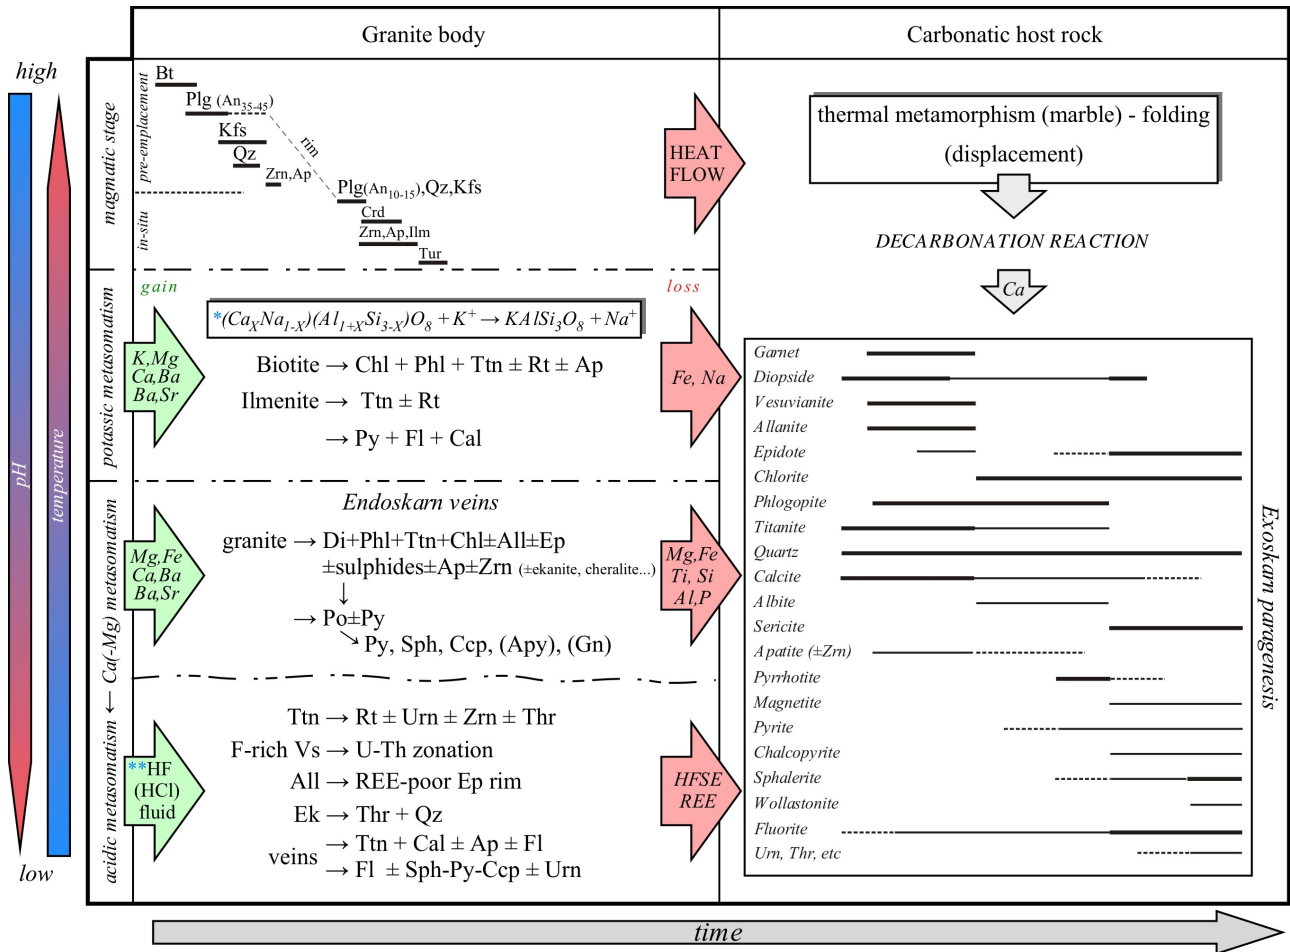 Granite body
Carbonatic host rock
high
low
pH
temperature
magmatic stage
pre-emplacement
in-situ
Bt
Plg (An35-45)
Kfs
Qz
Zrn,Ap
rim
Plg(An10-15),Qz,Kfs
Crd
Zrn,Ap,Ilm
Tur
HEAT
FLOW
thermal metamorphism (marble) - folding
(displacement)
DECARBONATION REACTION
Ca
potassic metasomatism
gain
loss
*(CaXNa1-X)(Al1+XSi3-X)O8 + K+ → KAlSi3O8 + Na+
K,Mg
Ca,Ba
Ba,Sr
Biotite → Chl + Phl + Ttn ± Rt ± Ap
Ilmenite → Ttn ± Rt
→ Py + Fl + Cal
Fe, Na
acidic metasomatism ← Ca(-Mg) metasomatism
Endoskarn veins
Mg,Fe
Ca,Ba
Ba,Sr
granite → Di+Phl+Ttn+Chl±All±Ep
±sulphides±Ap±Zrn (±ekanite, cheralite...)
↓
→ Po±Py
↘ Py, Sph, Ccp, (Apy), (Gn)
Mg,Fe
Ti, Si
Al,P
**HF
(HCl)
fluid
Ttn → Rt ± Urn ± Zrn ± Thr
F-rich Vs → U-Th zonation
All → REE-poor Ep rim
Ek → Thr + Qz
veins
→ Ttn + Cal ± Ap ± Fl
→ Fl ± Sph-Py-Ccp ± Urn
HFSE
REE
Garnet
Diopside
Vesuvianite
Allanite
Epidote
Chlorite
Phlogopite
Titanite
Quartz
Calcite
Albite
Sericite
Apatite (±Zrn)
Pyrrhotite
Magnetite
Pyrite
Chalcopyrite
Sphalerite
Wollastonite
Fluorite
Urn, Thr, etc
Exoskarn paragenesis
time